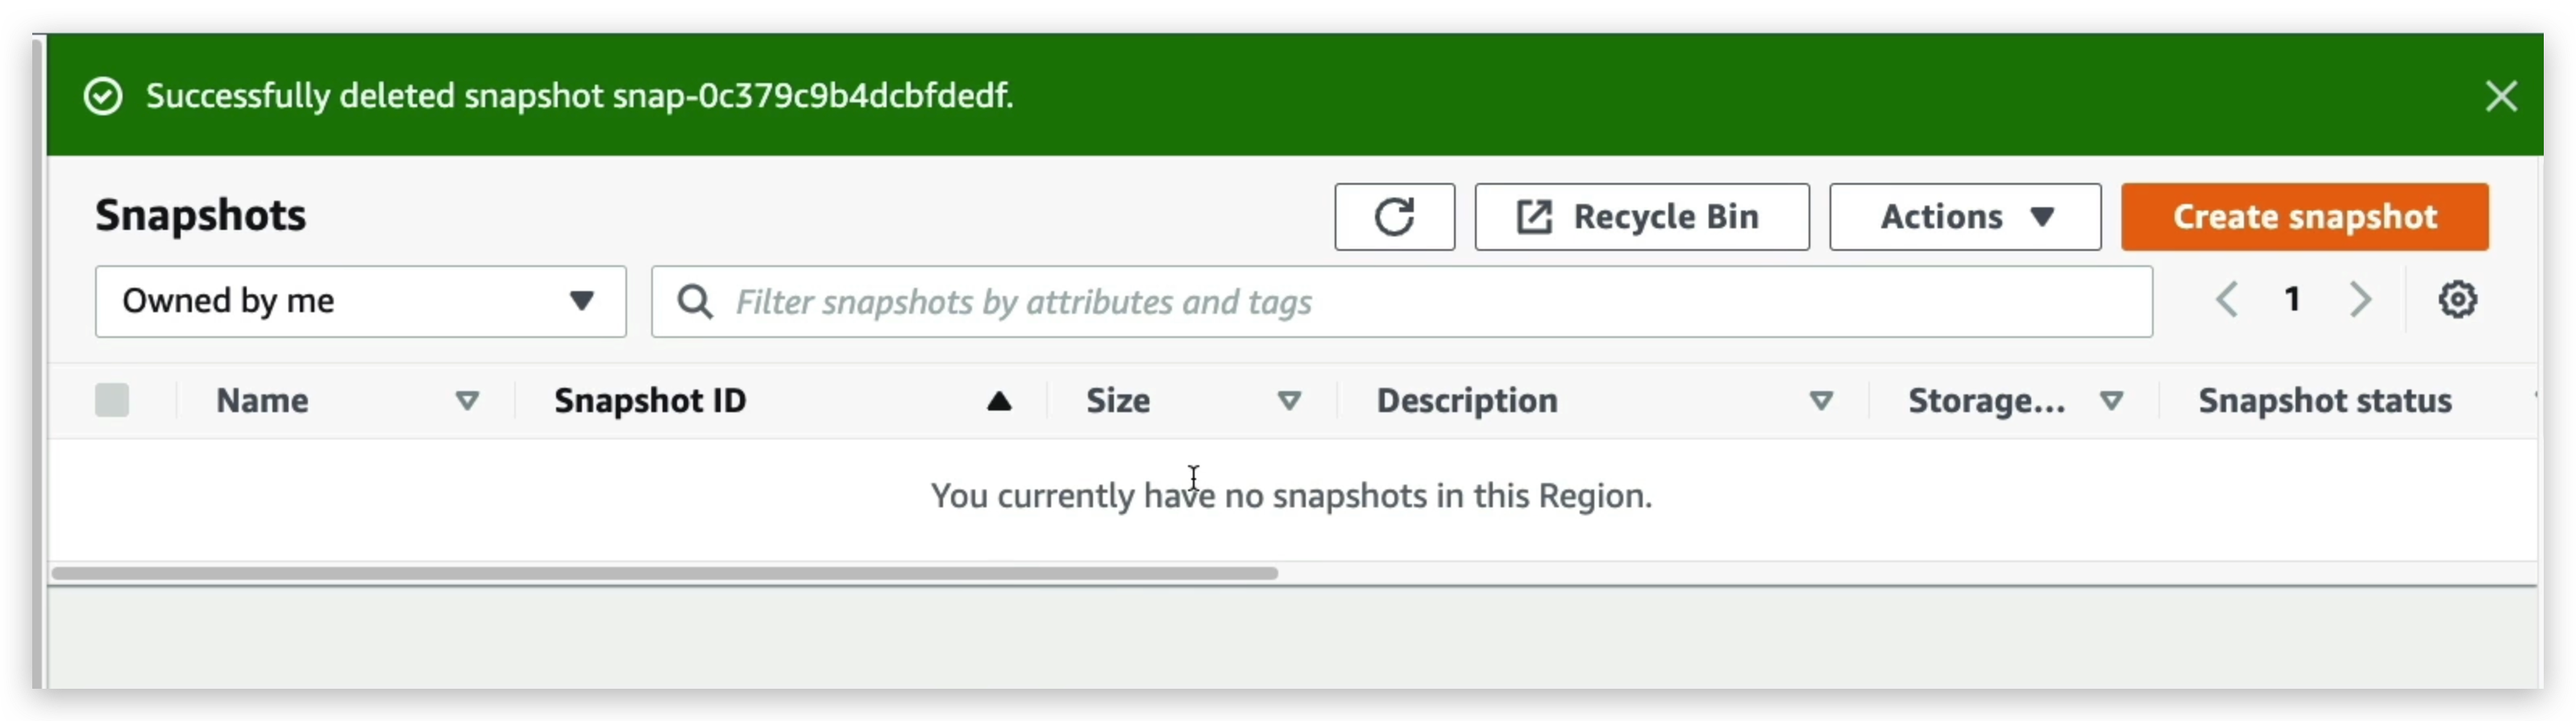 Successfully deleted snapshot snap-0c379c9b4dcbfdedf.
Snapshots
Recycle Bin
Actions
Create snapshot
Owned by me
Filter snapshots by attributes and tags
1
Name
Snapshot ID
Size
Description
Storage...
Snapshot status
You currently have no snapshots in this Region.